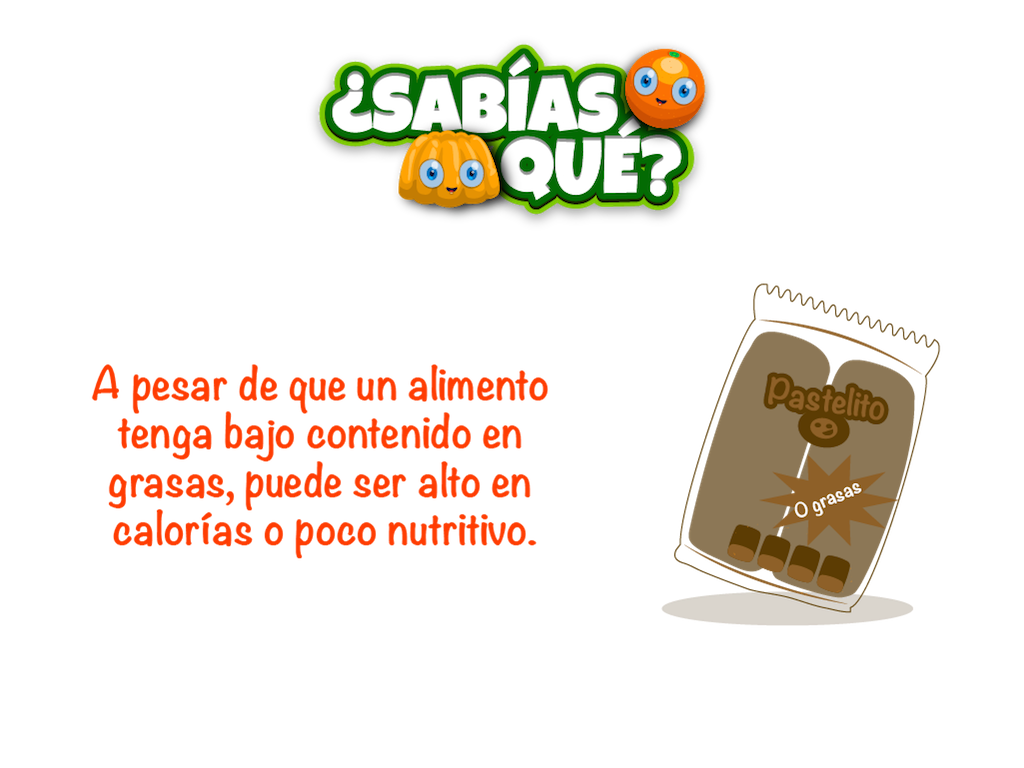 ¿SABÍAS
QUÉ?
A pesar de que un alimento
tenga bajo contenido en
grasas, puede ser alto en
calorías o poco nutritivo.
Pastelito
0 grasas